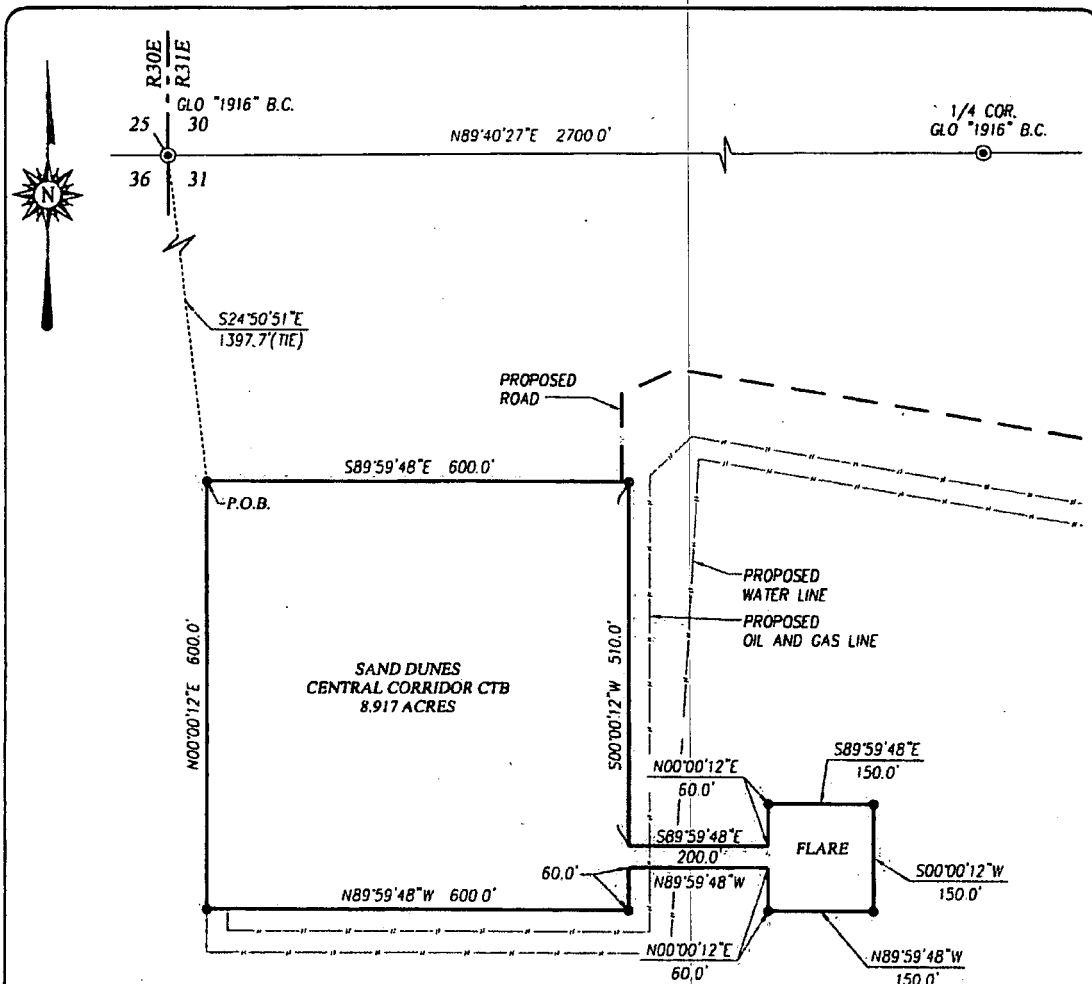 R30E
R31E
GLO "1916" B.C.
25 30
36 31
N89°40'27"E 2700.0'
1/4 COR.
GLO "1916" B.C.
N
S24°50'51"E
1397.7'(TIE)
PROPOSED
ROAD
S89°59'48"E 600.0'
P.O.B.
PROPOSED
WATER LINE
PROPOSED
OIL AND GAS LINE
N00°00'12"E 600.0'
SAND DUNES
CENTRAL CORRIDOR CTB
8.917 ACRES
S00°00'12"W 510.0'
N00°00'12"E
60.0'
S89°59'48"E
150.0'
S89°59'48"E
200.0'
N89°59'48"W
FLARE
S00°00'12"W
150.0'
60.0'
N89°59'48"W 600.0'
N00°00'12"E
60.0'
N89°59'48"W
150.0'